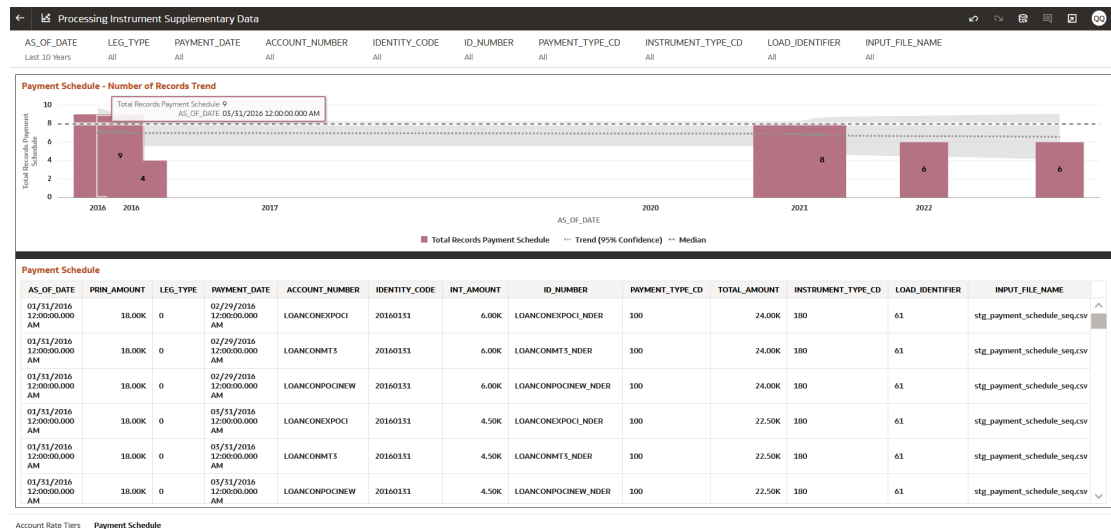 Processing Instrument Supplementary Data
QQ
AS_OF_DATE LEG_TYPE PAYMENT_DATE ACCOUNT_NUMBER IDENTITY_CODE ID_NUMBER PAYMENT_TYPE_CD INSTRUMENT_TYPE_CD LOAD_IDENTIFIER INPUT_FILE_NAME
Last 10 Years All All All All All All All All All
Payment Schedule - Number of Records Trend
Total Records Payment Schedule 9
AS_OF_DATE 03/31/2016 12:00:00.000 AM
Total Records Payment
Schedule
10
8
6
4
2
0
9
4
8
6
6
2016 2016 2017 2020 2021 2022
AS_OF_DATE
Total Records Payment Schedule Trend (95% Confidence) Median
Payment Schedule
AS_OF_DATE PRIN_AMOUNT LEG_TYPE PAYMENT_DATE ACCOUNT_NUMBER IDENTITY_CODE INT_AMOUNT ID_NUMBER PAYMENT_TYPE_CD TOTAL_AMOUNT INSTRUMENT_TYPE_CD LOAD_IDENTIFIER INPUT_FILE_NAME
01/31/2016 02/29/2016
12:00:00.000 18.00K 0 12:00:00.000 LOANCONEXPOCI 20160131 6.00K LOANCONEXPOCI_NDER 100 24.00K 180 61 stg_payment_schedule_seq.csv
AM AM
01/31/2016 02/29/2016
12:00:00.000 18.00K 0 12:00:00.000 LOANCONMT3 20160131 6.00K LOANCONMT3_NDER 100 24.00K 180 61 stg_payment_schedule_seq.csv
AM AM
01/31/2016 02/29/2016
12:00:00.000 18.00K 0 12:00:00.000 LOANCONPOCINEW 20160131 6.00K LOANCONPOCINEW_NDER 100 24.00K 180 61 stg_payment_schedule_seq.csv
AM AM
01/31/2016 03/31/2016
12:00:00.000 18.00K 0 12:00:00.000 LOANCONEXPOCI 20160131 4.50K LOANCONEXPOCI_NDER 100 22.50K 180 61 stg_payment_schedule_seq.csv
AM AM
01/31/2016 03/31/2016
12:00:00.000 18.00K 0 12:00:00.000 LOANCONMT3 20160131 4.50K LOANCONMT3_NDER 100 22.50K 180 61 stg_payment_schedule_seq.csv
AM AM
01/31/2016 03/31/2016
12:00:00.000 18.00K 0 12:00:00.000 LOANCONPOCINEW 20160131 4.50K LOANCONPOCINEW_NDER 100 22.50K 180 61 stg_payment_schedule_seq.csv
AM AM
Account Rate Tiers Payment Schedule